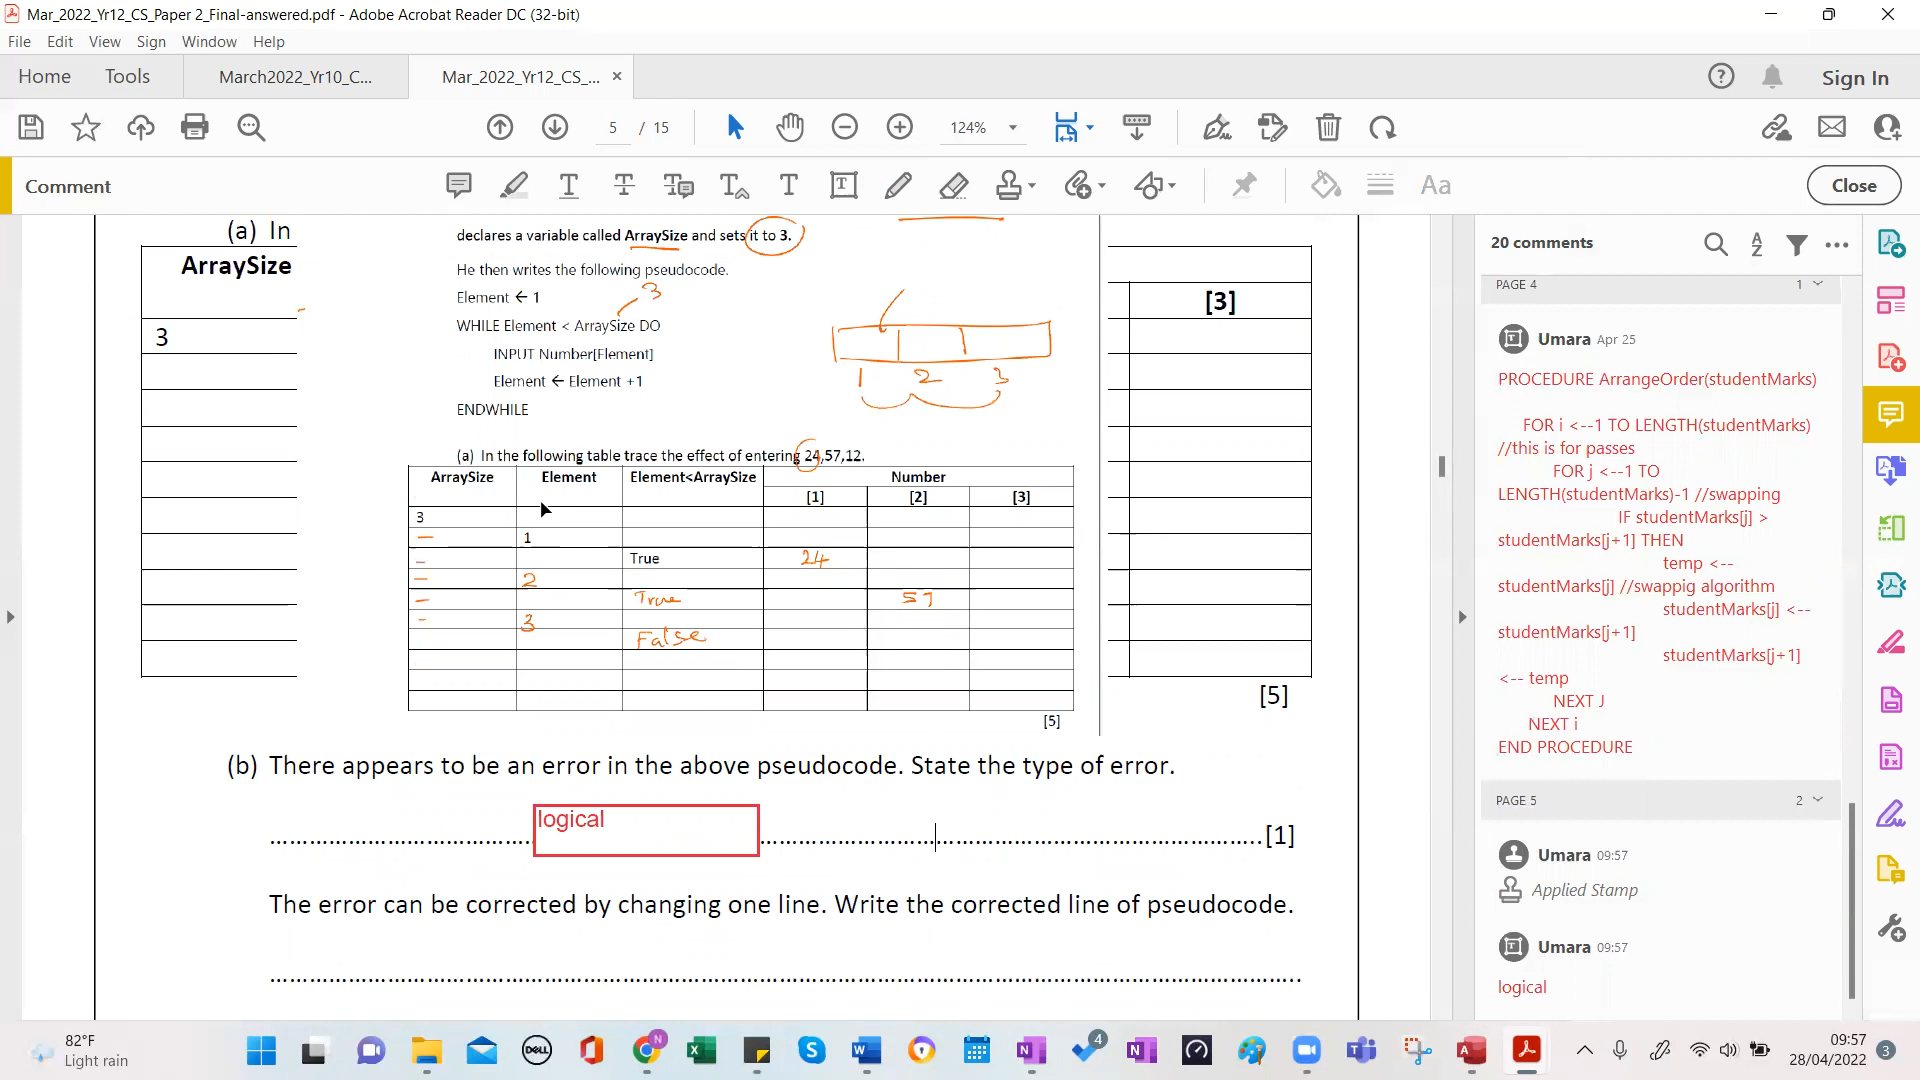 Mar_2022_Yr12_CS_Paper 2_Final-answered.pdf - Adobe Acrobat Reader DC (32-bit)
File Edit View Sign Window Help
Home Tools March2022_Yr10_C... Mar_2022_Yr12_CS_... Sign In
5 / 15 124%
Comment Close
(a) In
ArraySize
3
declares a variable called ArraySize and sets it to 3.
He then writes the following pseudocode.
Element ← 1
3
WHILE Element < ArraySize DO
INPUT Number[Element]
Element ← Element +1
ENDWHILE
1 2 3
(a) In the following table trace the effect of entering 24,57,12.
ArraySize Element Element<ArraySize Number
[1] [2] [3]
3
1
True 24
2
True 57
3
False
[5]
[3]
[5]
(b) There appears to be an error in the above pseudocode. State the type of error.
logical
[1]
The error can be corrected by changing one line. Write the corrected line of pseudocode.
20 comments
PAGE 4 1
Umara Apr 25
PROCEDURE ArrangeOrder(studentMarks)
FOR i <--1 TO LENGTH(studentMarks)
//this is for passes
FOR j <--1 TO
LENGTH(studentMarks)-1 //swapping
IF studentMarks[j] >
studentMarks[j+1] THEN
temp <--
studentMarks[j] //swappig algorithm
studentMarks[j] <--
studentMarks[j+1]
studentMarks[j+1]
<-- temp
NEXT J
NEXT i
END PROCEDURE
PAGE 5 2
Umara 09:57
Applied Stamp
Umara 09:57
logical
82°F
Light rain
DELL
4
09:57
28/04/2022
3